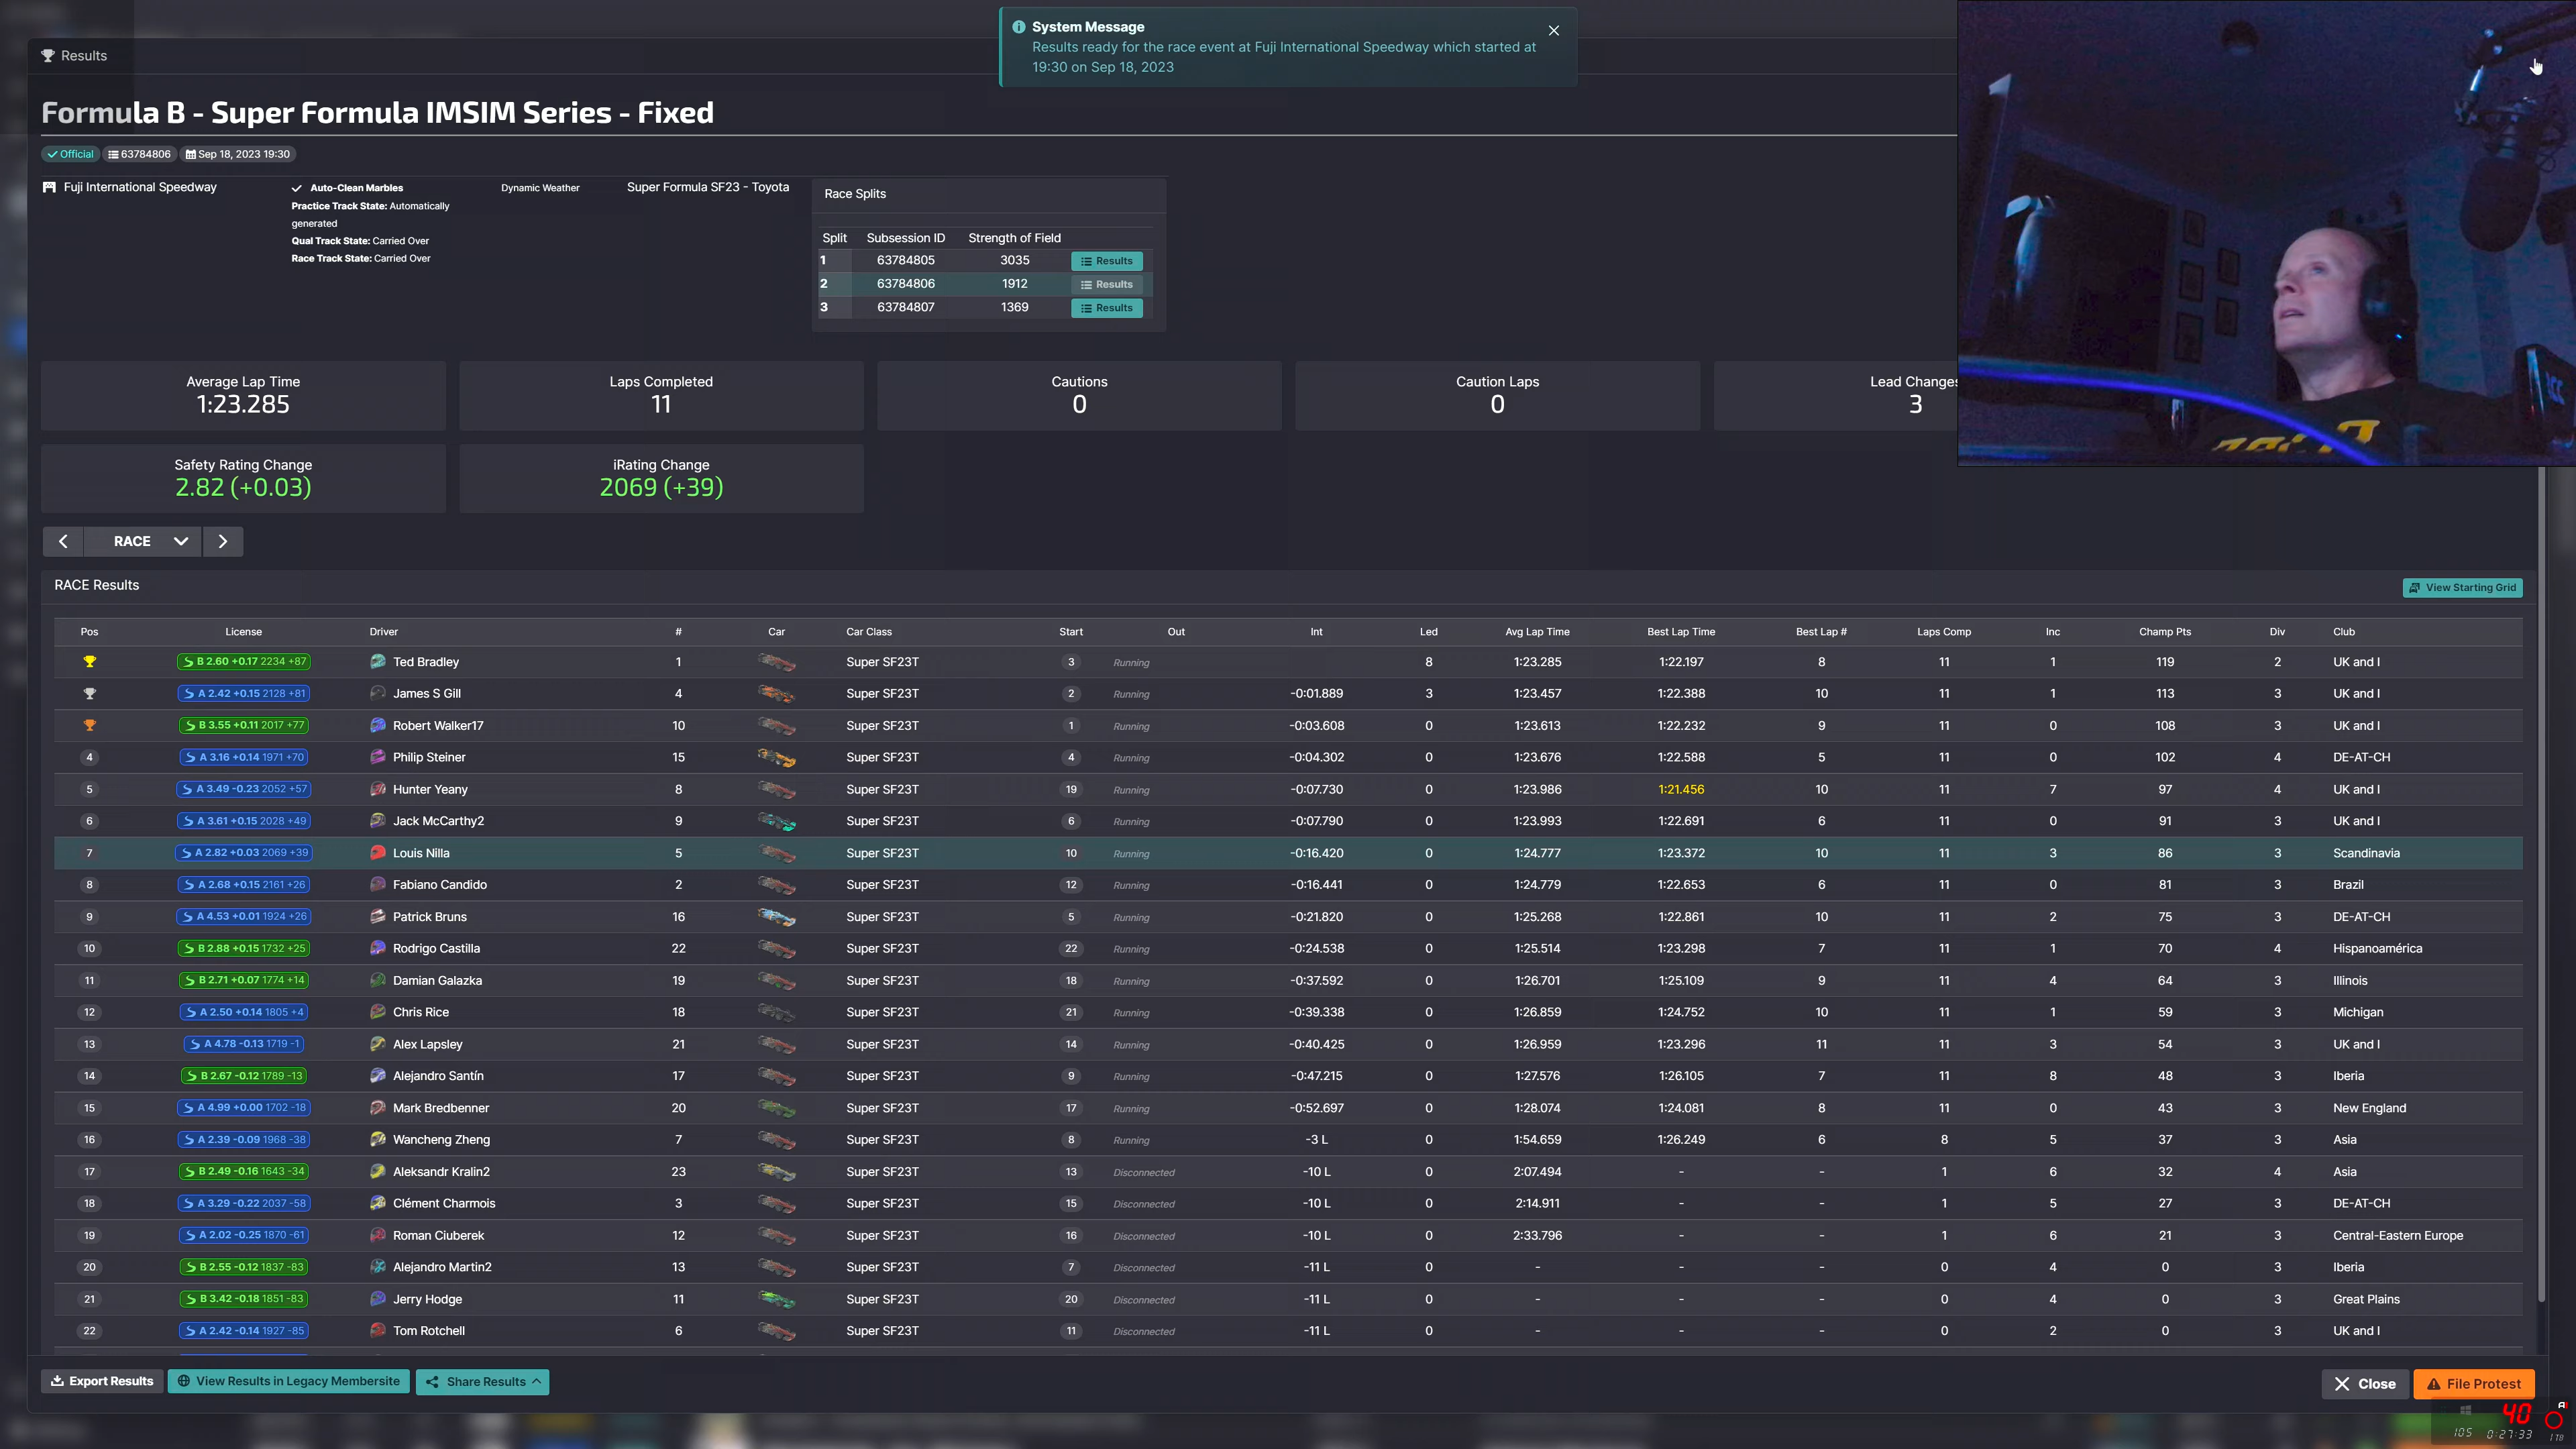 System Message
Results ready for the race event at Fuji International Speedway which started at
19:30 on Sep 18, 2023
Results
Formula B - Super Formula IMSIM Series - Fixed
Official 63784806 Sep 18, 2023 19:30
Fuji International Speedway
Auto-Clean Marbles
Practice Track State: Automatically
generated
Qual Track State: Carried Over
Race Track State: Carried Over
Dynamic Weather
Super Formula SF23 - Toyota
Race Splits
Split Subsession ID Strength of Field
1 63784805 3035 Results
2 63784806 1912 Results
3 63784807 1369 Results
Average Lap Time
1:23.285
Laps Completed
11
Cautions
0
Caution Laps
0
Lead Changes
3
Safety Rating Change
2.82 (+0.03)
iRating Change
2069 (+39)
RACE
RACE Results
View Starting Grid
Pos License Driver # Car Car Class Start Out Int Led Avg Lap Time Best Lap Time Best Lap # Laps Comp Inc Champ Pts Div Club
B 2.60 +0.17 2234 +87 Ted Bradley 1 Super SF23T 3 Running 8 1:23.285 1:22.197 8 11 1 119 2 UK and I
A 2.42 +0.15 2128 +81 James S Gill 4 Super SF23T 2 Running -0:01.889 3 1:23.457 1:22.388 10 11 1 113 3 UK and I
B 3.55 +0.11 2017 +77 Robert Walker17 10 Super SF23T 1 Running -0:03.608 0 1:23.613 1:22.232 9 11 0 108 3 UK and I
4 A 3.16 +0.14 1971 +70 Philip Steiner 15 Super SF23T 4 Running -0:04.302 0 1:23.676 1:22.588 5 11 0 102 4 DE-AT-CH
5 A 3.49 -0.23 2052 +57 Hunter Yeany 8 Super SF23T 19 Running -0:07.730 0 1:23.986 1:21.456 10 11 7 97 4 UK and I
6 A 3.61 +0.15 2028 +49 Jack McCarthy2 9 Super SF23T 6 Running -0:07.790 0 1:23.993 1:22.691 6 11 0 91 3 UK and I
7 A 2.82 +0.03 2069 +39 Louis Nilla 5 Super SF23T 10 Running -0:16.420 0 1:24.777 1:23.372 10 11 3 86 3 Scandinavia
8 A 2.68 +0.15 2161 +26 Fabiano Candido 2 Super SF23T 12 Running -0:16.441 0 1:24.779 1:22.653 6 11 0 81 3 Brazil
9 A 4.53 +0.01 1924 +26 Patrick Bruns 16 Super SF23T 5 Running -0:21.820 0 1:25.268 1:22.861 10 11 2 75 3 DE-AT-CH
10 B 2.88 +0.15 1732 +25 Rodrigo Castilla 22 Super SF23T 22 Running -0:24.538 0 1:25.514 1:23.298 7 11 1 70 4 Hispanoamérica
11 B 2.71 +0.07 1774 +14 Damian Galazka 19 Super SF23T 18 Running -0:37.592 0 1:26.701 1:25.109 9 11 4 64 3 Illinois
12 A 2.50 +0.14 1805 +4 Chris Rice 18 Super SF23T 21 Running -0:39.338 0 1:26.859 1:24.752 10 11 1 59 3 Michigan
13 A 4.78 -0.13 1719 -1 Alex Lapsley 21 Super SF23T 14 Running -0:40.425 0 1:26.959 1:23.296 11 11 3 54 3 UK and I
14 B 2.67 -0.12 1789 -13 Alejandro Santín 17 Super SF23T 9 Running -0:47.215 0 1:27.576 1:26.105 7 11 8 48 3 Iberia
15 A 4.99 +0.00 1702 -18 Mark Bredbenner 20 Super SF23T 17 Running -0:52.697 0 1:28.074 1:24.081 8 11 0 43 3 New England
16 A 2.39 -0.09 1968 -38 Wancheng Zheng 7 Super SF23T 8 Running -3 L 0 1:54.659 1:26.249 6 8 5 37 3 Asia
17 B 2.49 -0.16 1643 -34 Aleksandr Kralin2 23 Super SF23T 13 Disconnected -10 L 0 2:07.494 - - 1 6 32 4 Asia
18 A 3.29 -0.22 2037 -58 Clément Charmois 3 Super SF23T 15 Disconnected -10 L 0 2:14.911 - - 1 5 27 3 DE-AT-CH
19 A 2.02 -0.25 1870 -61 Roman Ciuberek 12 Super SF23T 16 Disconnected -10 L 0 2:33.796 - - 1 6 21 3 Central-Eastern Europe
20 B 2.55 -0.12 1837 -83 Alejandro Martin2 13 Super SF23T 7 Disconnected -11 L 0 - - - 0 4 0 3 Iberia
21 B 3.42 -0.18 1851 -83 Jerry Hodge 11 Super SF23T 20 Disconnected -11 L 0 - - - 0 4 0 3 Great Plains
22 A 2.42 -0.14 1927 -85 Tom Rotchell 6 Super SF23T 11 Disconnected -11 L 0 - - - 0 2 0 3 UK and I
Export Results View Results in Legacy Membersite Share Results Close File Protest
40
105 0:27:33